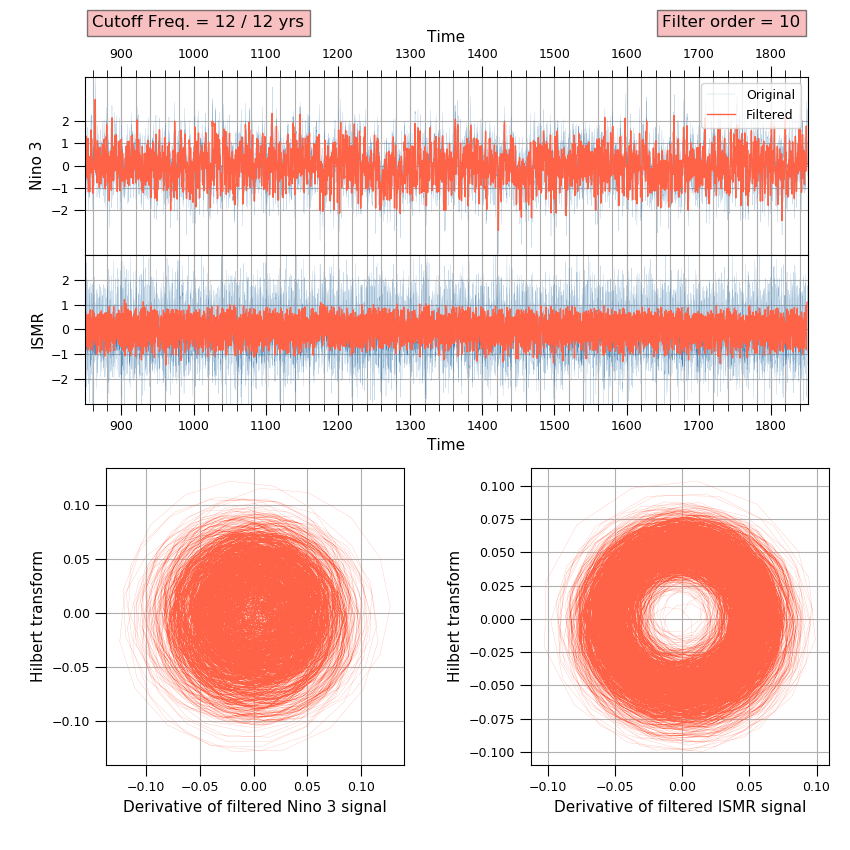 Cutoff Freq. = 12 / 12 yrs
Filter order = 10
Time
900 1000 1100 1200 1300 1400 1500 1600 1700 1800
Original
Filtered
Nino 3
2
1
0
−1
−2
ISMR
2
1
0
−1
−2
900 1000 1100 1200 1300 1400 1500 1600 1700 1800
Time
Hilbert transform
0.10
0.05
0.00
−0.05
−0.10
−0.10 −0.05 0.00 0.05 0.10
Derivative of filtered Nino 3 signal
Hilbert transform
0.100
0.075
0.050
0.025
0.000
−0.025
−0.050
−0.075
−0.100
−0.10 −0.05 0.00 0.05 0.10
Derivative of filtered ISMR signal